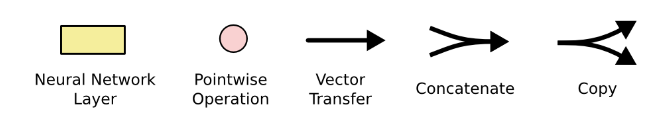 Neural Network
Layer
Pointwise
Operation
Vector
Transfer
Concatenate
Copy